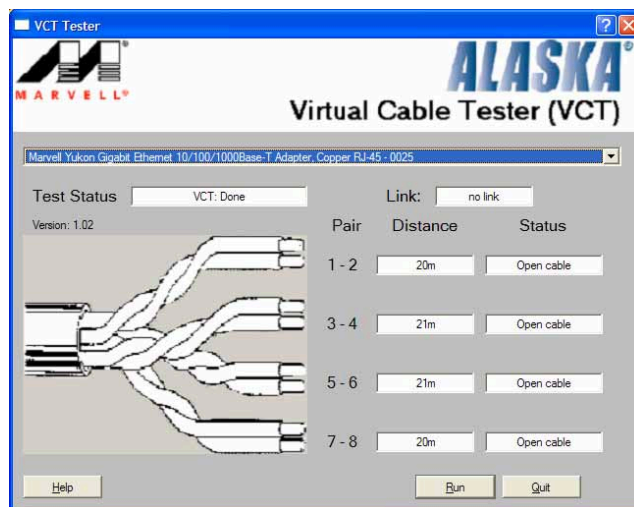 VCT Tester
MARVELL®
ALASKA®
Virtual Cable Tester (VCT)
Marvell Yukon Gigabit Ethernet 10/100/1000Base-T Adapter, Copper RJ-45 - 0025
Test Status VCT: Done Link: no link
Version: 1.02
Pair Distance Status
1 - 2 20m Open cable
3 - 4 21m Open cable
5 - 6 21m Open cable
7 - 8 20m Open cable
Help Run Quit